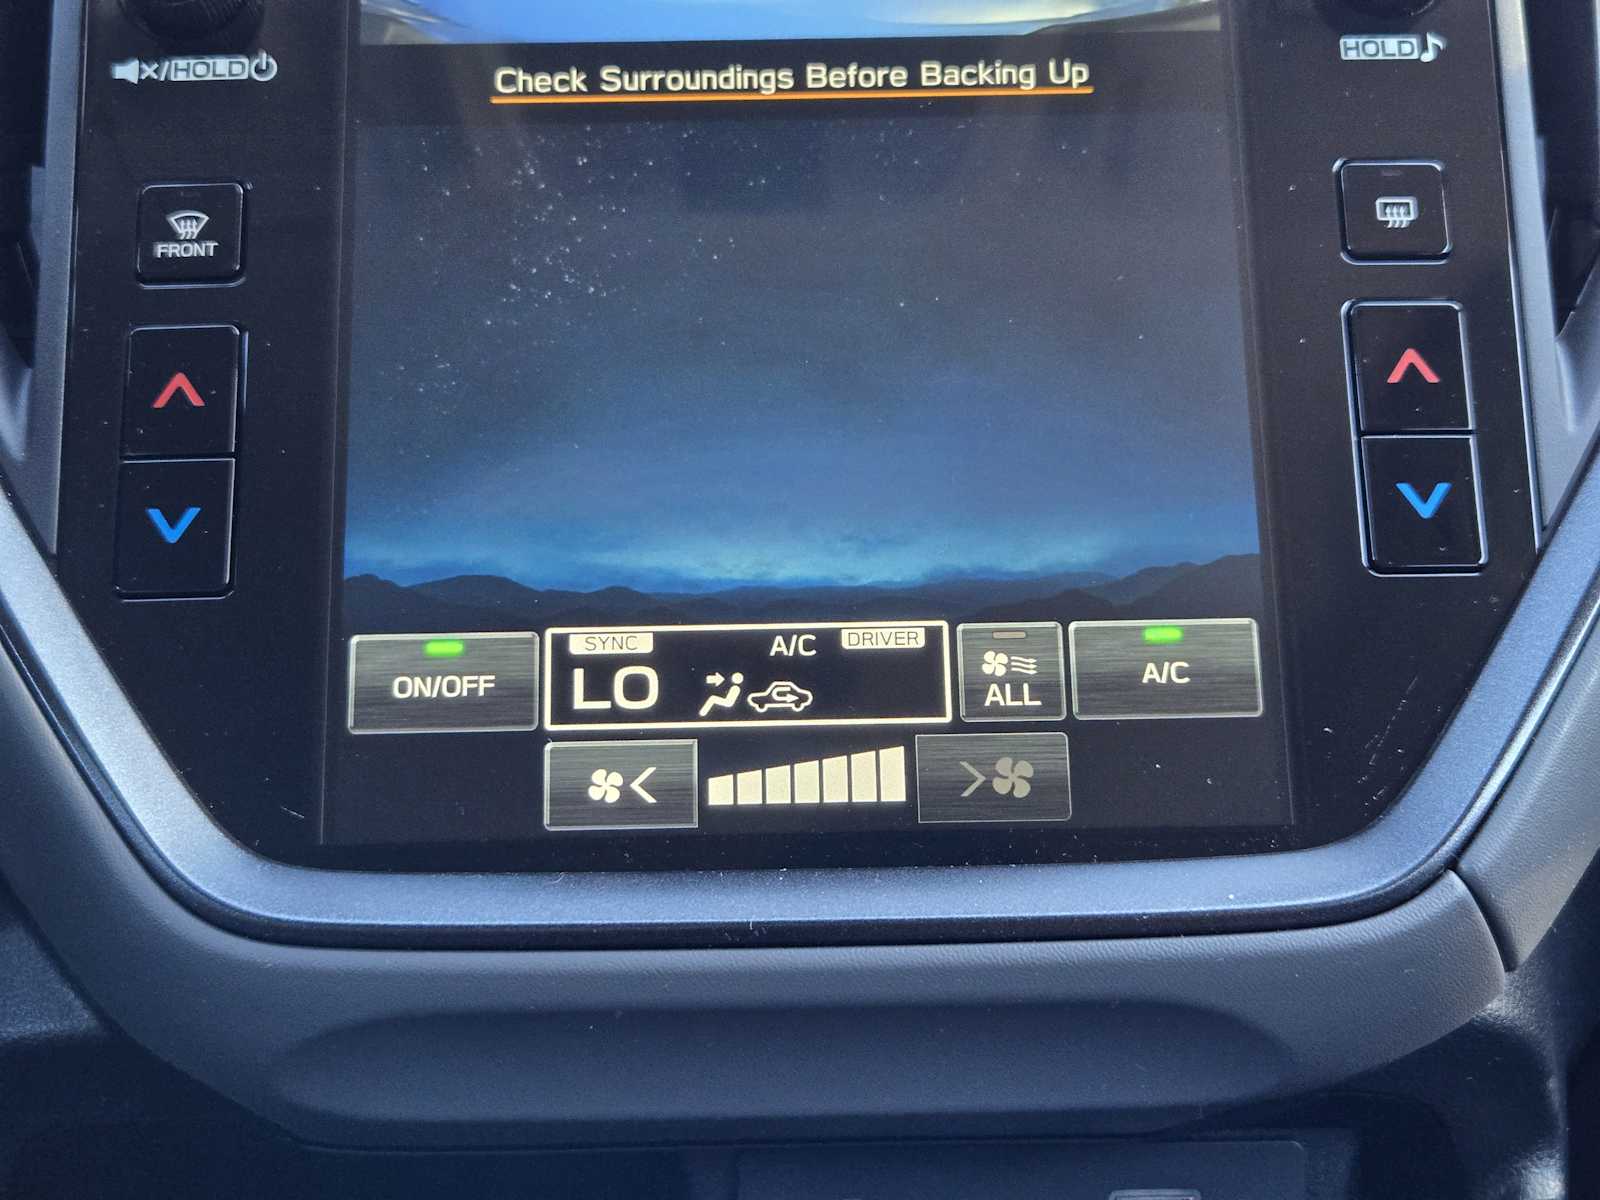 /HOLD
HOLD
Check Surroundings Before Backing Up
FRONT
ON/OFF
SYNC
A/C
DRIVER
LO
ALL
A/C